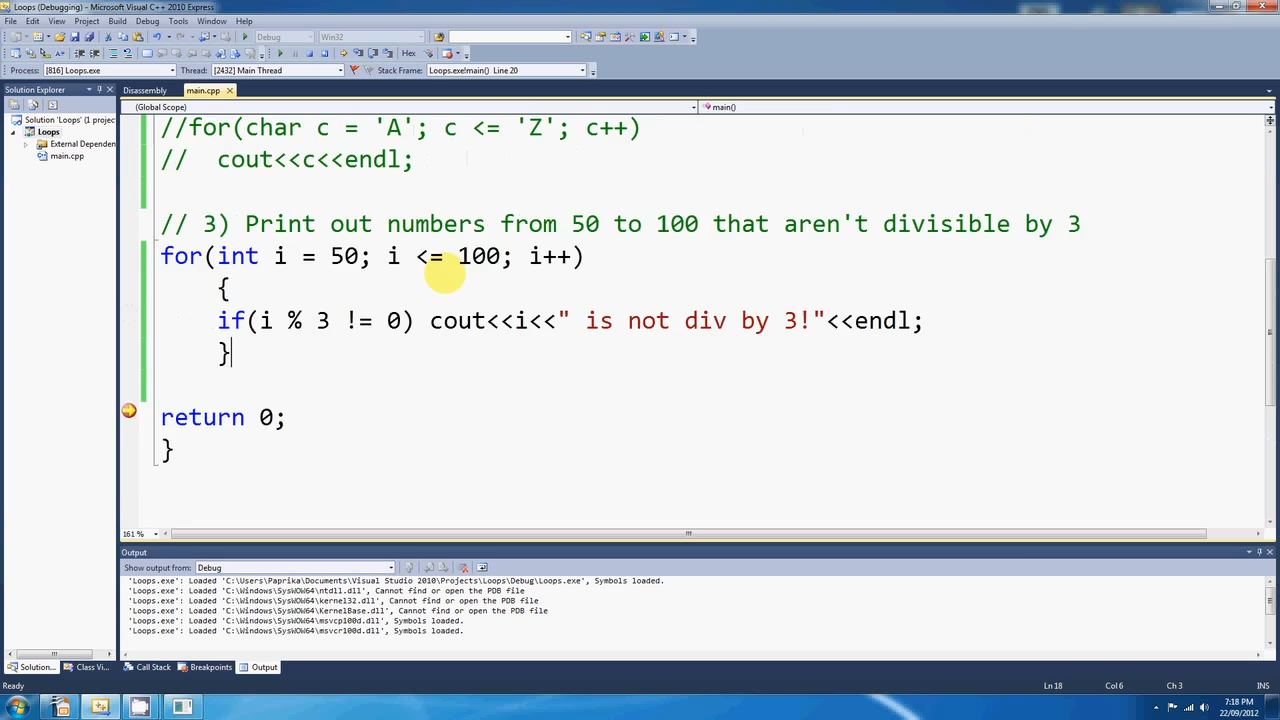 Loops (Debugging) - Microsoft Visual C++ 2010 Express
File Edit View Project Build Debug Tools Window Help
Debug Win32
Hex
Process: [816] Loops.exe Thread: [2432] Main Thread Stack Frame: Loops.exe!main() Line 20
Solution Explorer
Disassembly main.cpp
(Global Scope) main()
Solution 'Loops' (1 projec
Loops
External Dependen
main.cpp
//for(char c = 'A'; c <= 'Z'; c++)
// cout<<c<<endl;
// 3) Print out numbers from 50 to 100 that aren't divisible by 3
for(int i = 50; i <= 100; i++)
{
if(i % 3 != 0) cout<<i<<" is not div by 3!"<<endl;
}
return 0;
}
161 %
Output
Show output from: Debug
'Loops.exe': Loaded 'C:\Users\Paprika\Documents\Visual Studio 2010\Projects\Loops\Debug\Loops.exe', Symbols loaded.
'Loops.exe': Loaded 'C:\Windows\SysWOW64\ntdll.dll', Cannot find or open the PDB file
'Loops.exe': Loaded 'C:\Windows\SysWOW64\kernel32.dll', Cannot find or open the PDB file
'Loops.exe': Loaded 'C:\Windows\SysWOW64\KernelBase.dll', Cannot find or open the PDB file
'Loops.exe': Loaded 'C:\Windows\SysWOW64\msvcp100d.dll', Symbols loaded.
'Loops.exe': Loaded 'C:\Windows\SysWOW64\msvcr100d.dll', Symbols loaded.
Solution... Class Vi... Call Stack Breakpoints Output
Ready Ln 18 Col 6 Ch 3 INS
7:18 PM
22/09/2012